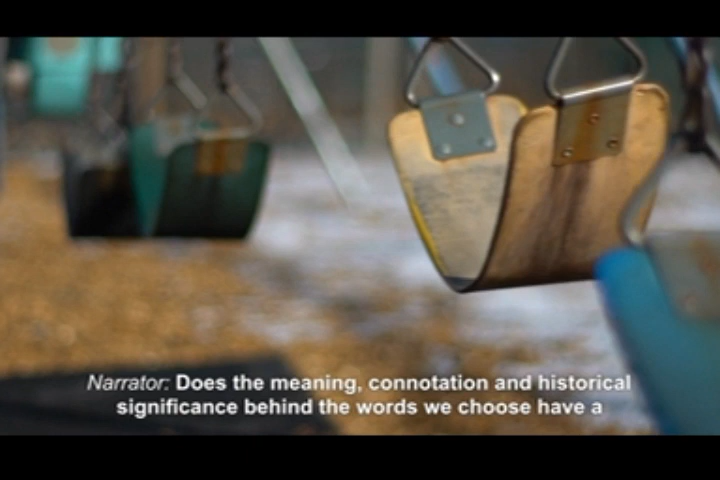 Narrator: Does the meaning, connotation and historical
significance behind the words we choose have a